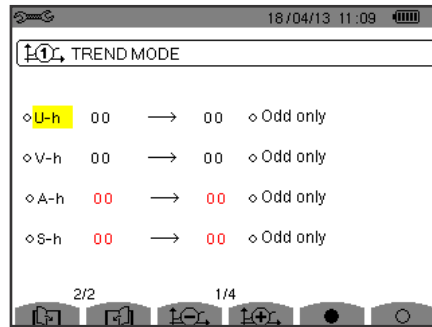 18/04/13 11:09
1 TREND MODE
U-h 00 → 00 Odd only
V-h 00 → 00 Odd only
A-h 00 → 00 Odd only
S-h 00 → 00 Odd only
2/2 1/4